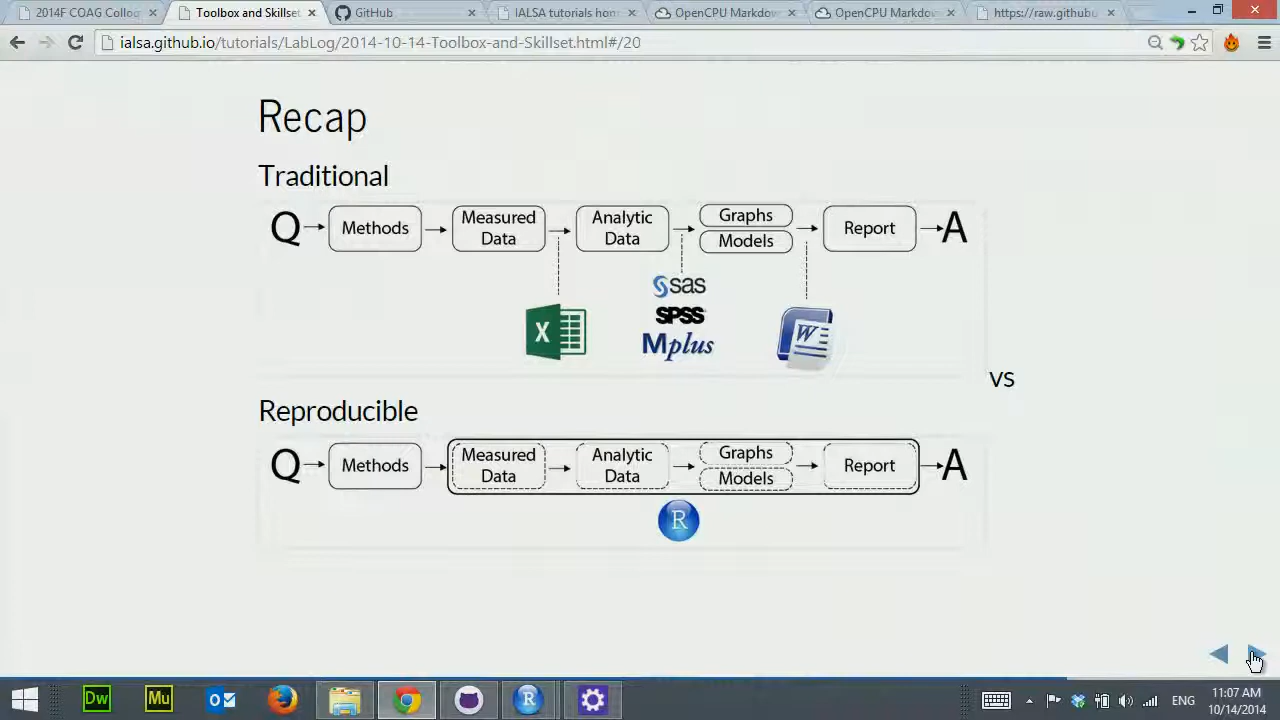 2014F COAG Colloq
Toolbox and Skillset
GitHub
IALSA tutorials hom
OpenCPU Markdow
OpenCPU Markdow
https://raw.githubu
ialsa.github.io/tutorials/LabLog/2014-10-14-Toolbox-and-Skillset.html#/20
Recap
Traditional
Q
Methods
Measured
Data
Analytic
Data
Graphs
Models
Report
A
X
sas
SPSS
Mplus
W
vs
Reproducible
Q
Methods
Measured
Data
Analytic
Data
Graphs
Models
Report
A
R
Dw
Mu
R
ENG
11:07 AM
10/14/2014